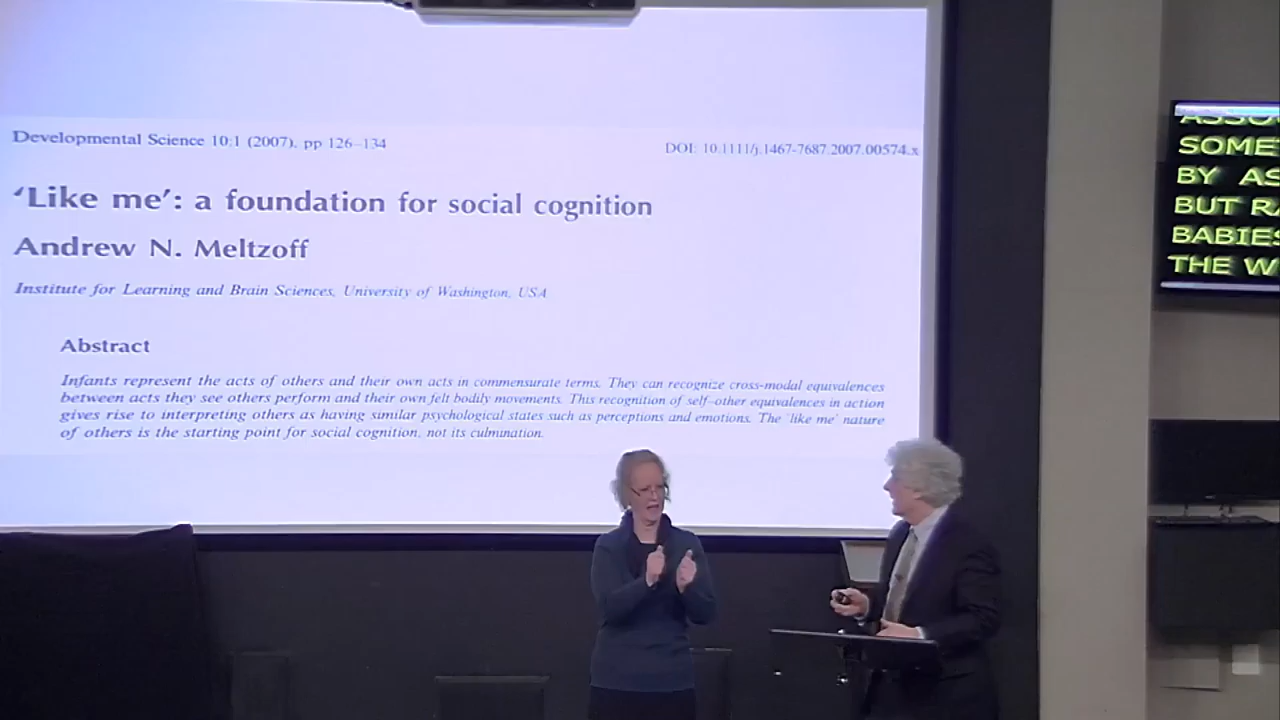 Developmental Science 10:1 (2007), pp 126–134
DOI: 10.1111/j.1467-7687.2007.00574.x
‘Like me’: a foundation for social cognition
Andrew N. Meltzoff
Institute for Learning and Brain Sciences, University of Washington, USA
Abstract
Infants represent the acts of others and their own acts in commensurate terms. They can recognize cross-modal equivalences
between acts they see others perform and their own felt bodily movements. This recognition of self–other equivalences in action
gives rise to interpreting others as having similar psychological states such as perceptions and emotions. The ‘like me’ nature
of others is the starting point for social cognition, not its culmination.
SOME
BY AS
BUT RA
BABIES
THE W